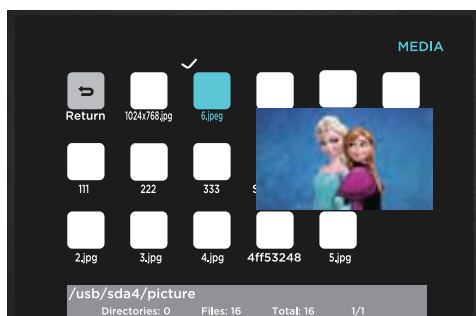 MEDIA
Return 1024x768.jpg 6.jpeg
111 222 333
2.jpg 3.jpg 4.jpg 4ff53248 5.jpg
/usb/sda4/picture
Directories: 0 Files: 16 Total: 16 1/1